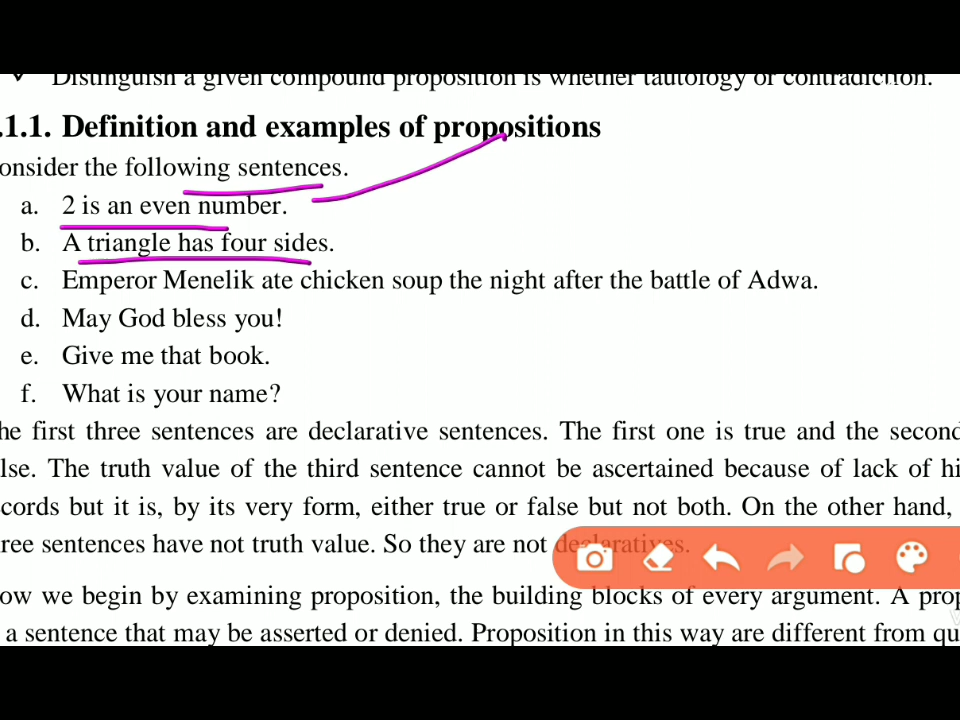 Distinguish a given compound proposition is whether tautology or contradiction.
.1.1. Definition and examples of propositions
onsider the following sentences.
a. 2 is an even number.
b. A triangle has four sides.
c. Emperor Menelik ate chicken soup the night after the battle of Adwa.
d. May God bless you!
e. Give me that book.
f. What is your name?
he first three sentences are declarative sentences. The first one is true and the second
lse. The truth value of the third sentence cannot be ascertained because of lack of hi
cords but it is, by its very form, either true or false but not both. On the other hand,
ree sentences have not truth value. So they are not declaratives.
ow we begin by examining proposition, the building blocks of every argument. A prop
a sentence that may be asserted or denied. Proposition in this way are different from qu